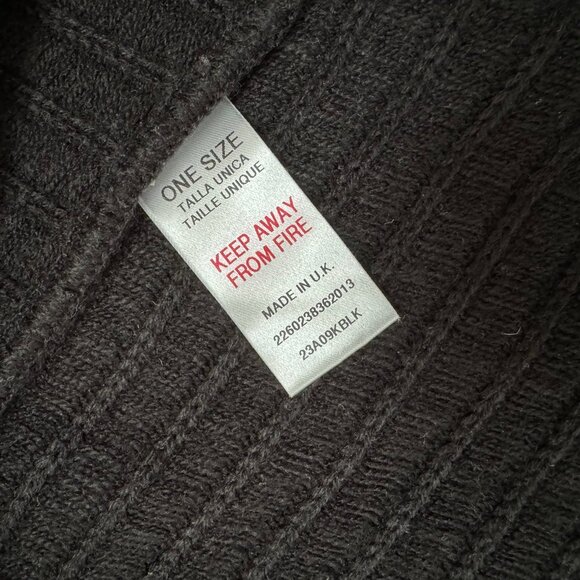 ONE SIZE
TALLA UNICA
TAILLE UNIQUE
KEEP AWAY
FROM FIRE
MADE IN U.K.
2260238362013
23A09KBLK